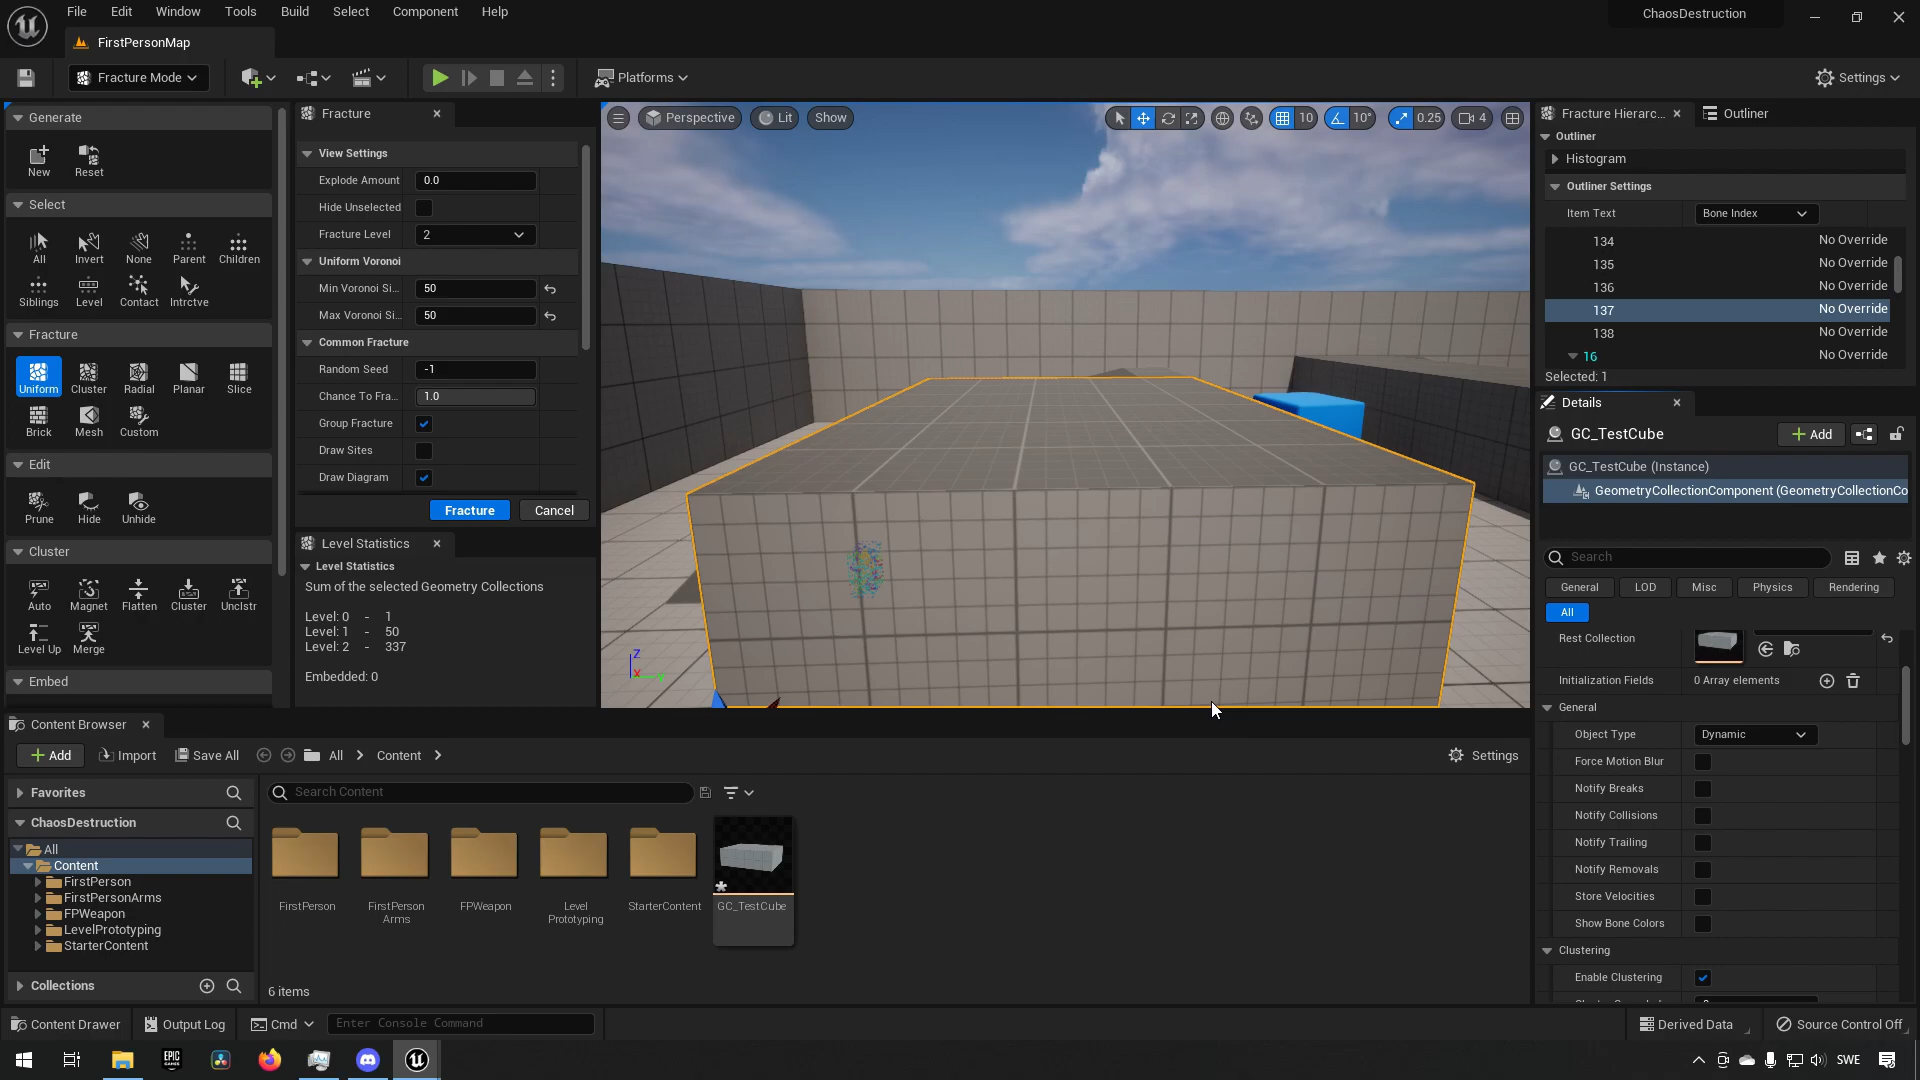 File Edit Window Tools Build Select Component Help
ChaosDestruction
FirstPersonMap
Fracture Mode
Platforms
Settings
Generate
New Reset
Select
All Invert None Parent Children
Siblings Level Contact Intrctve
Fracture
Uniform Cluster Radial Planar Slice
Brick Mesh Custom
Edit
Prune Hide Unhide
Cluster
Auto Magnet Flatten Cluster Unclstr
Level Up Merge
Embed
Fracture
View Settings
Explode Amount 0.0
Hide Unselected
Fracture Level 2
Uniform Voronoi
Min Voronoi Si... 50
Max Voronoi Si... 50
Common Fracture
Random Seed -1
Chance To Fra... 1.0
Group Fracture
Draw Sites
Draw Diagram
Fracture Cancel
Level Statistics
Level Statistics
Sum of the selected Geometry Collections
Level: 0 - 1
Level: 1 - 50
Level: 2 - 337
Embedded: 0
Perspective Lit Show
10 10° 0.25 4
Z
X
Fracture Hierarc... Outliner
Outliner
Histogram
Outliner Settings
Item Text Bone Index
134 No Override
135 No Override
136 No Override
137 No Override
138 No Override
16 No Override
Selected: 1
Details
GC_TestCube
Add
GC_TestCube (Instance)
GeometryCollectionComponent (GeometryCollectionCo
Search
General LOD Misc Physics Rendering
All
Rest Collection
Initialization Fields 0 Array elements
General
Object Type Dynamic
Force Motion Blur
Notify Breaks
Notify Collisions
Notify Trailing
Notify Removals
Store Velocities
Show Bone Colors
Clustering
Enable Clustering
Content Browser
Add Import Save All All Content
Settings
Favorites
ChaosDestruction
All
Content
FirstPerson
FirstPersonArms
FPWeapon
LevelPrototyping
StarterContent
Collections
Search Content
FirstPerson
FirstPerson
Arms
FPWeapon
Level
Prototyping
StarterContent
GC_TestCube
6 items
Content Drawer Output Log Cmd Enter Console Command
Derived Data Source Control Off
EPIC
GAMES
SWE